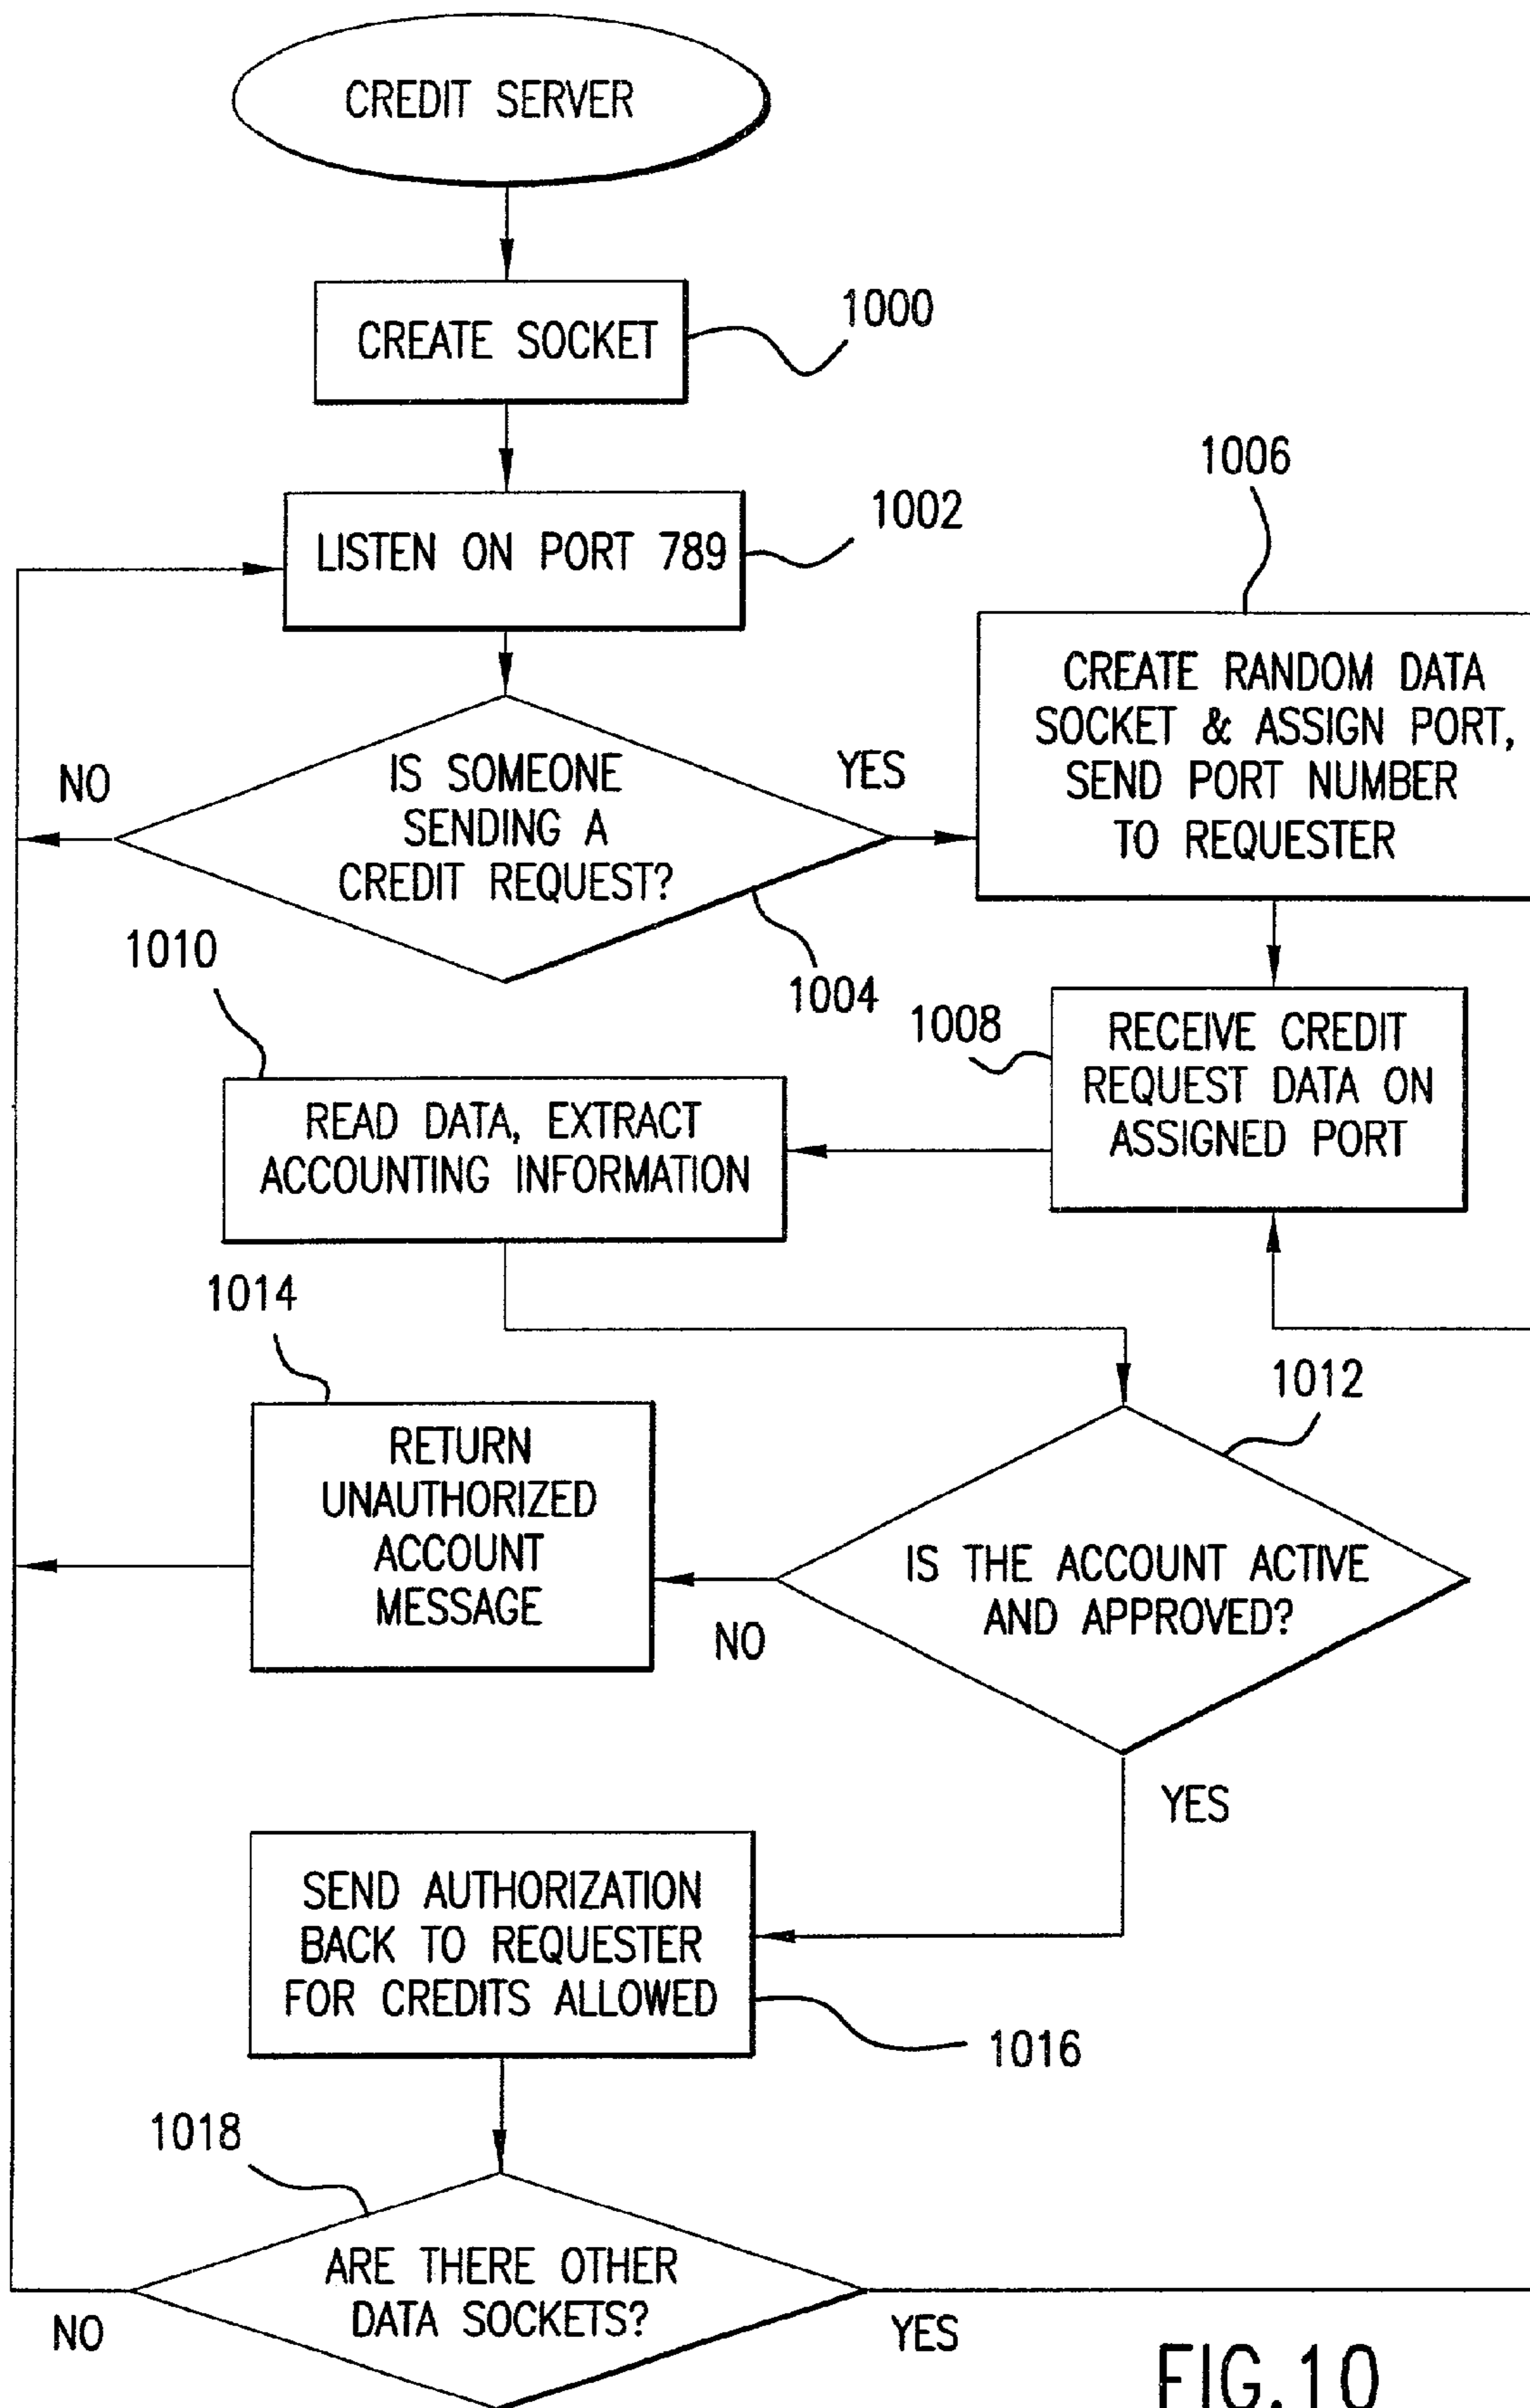 CREDIT SERVER
CREATE SOCKET
1000
LISTEN ON PORT 789
1002
1006
CREATE RANDOM DATA
SOCKET & ASSIGN PORT,
SEND PORT NUMBER
TO REQUESTER
NO
IS SOMEONE
SENDING A
CREDIT REQUEST?
YES
1004
1008
RECEIVE CREDIT
REQUEST DATA ON
ASSIGNED PORT
1010
READ DATA, EXTRACT
ACCOUNTING INFORMATION
1012
IS THE ACCOUNT ACTIVE
AND APPROVED?
NO
1014
RETURN
UNAUTHORIZED
ACCOUNT
MESSAGE
YES
SEND AUTHORIZATION
BACK TO REQUESTER
FOR CREDITS ALLOWED
1016
1018
ARE THERE OTHER
DATA SOCKETS?
NO
YES
FIG.10